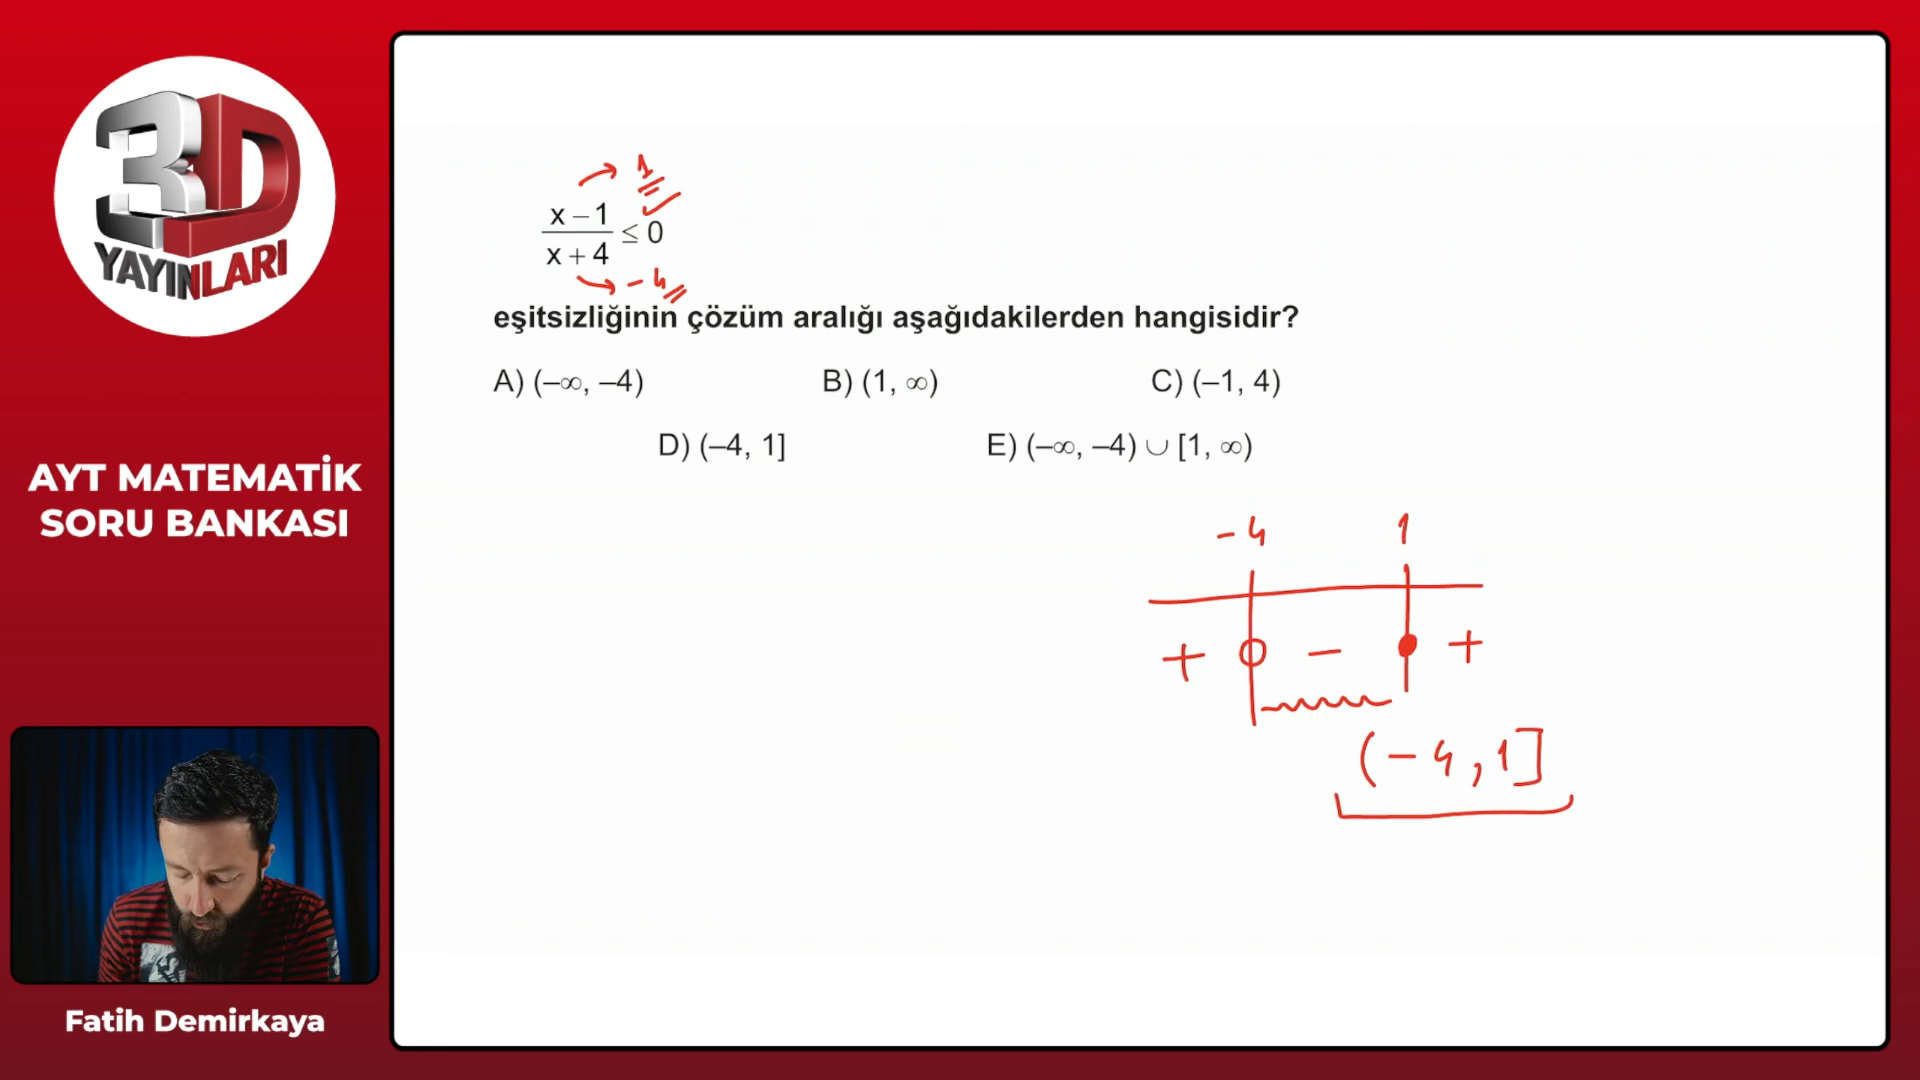 3D
YAYINLARI
AYT MATEMATİK
SORU BANKASI
Fatih Demirkaya
1
x – 1
≤ 0
x + 4
- 4
eşitsizliğinin çözüm aralığı aşağıdakilerden hangisidir?
A) (–∞, –4) B) (1, ∞) C) (–1, 4)
D) (–4, 1] E) (–∞, –4) ∪ [1, ∞)
- 4 1
+ - +
(- 4, 1]